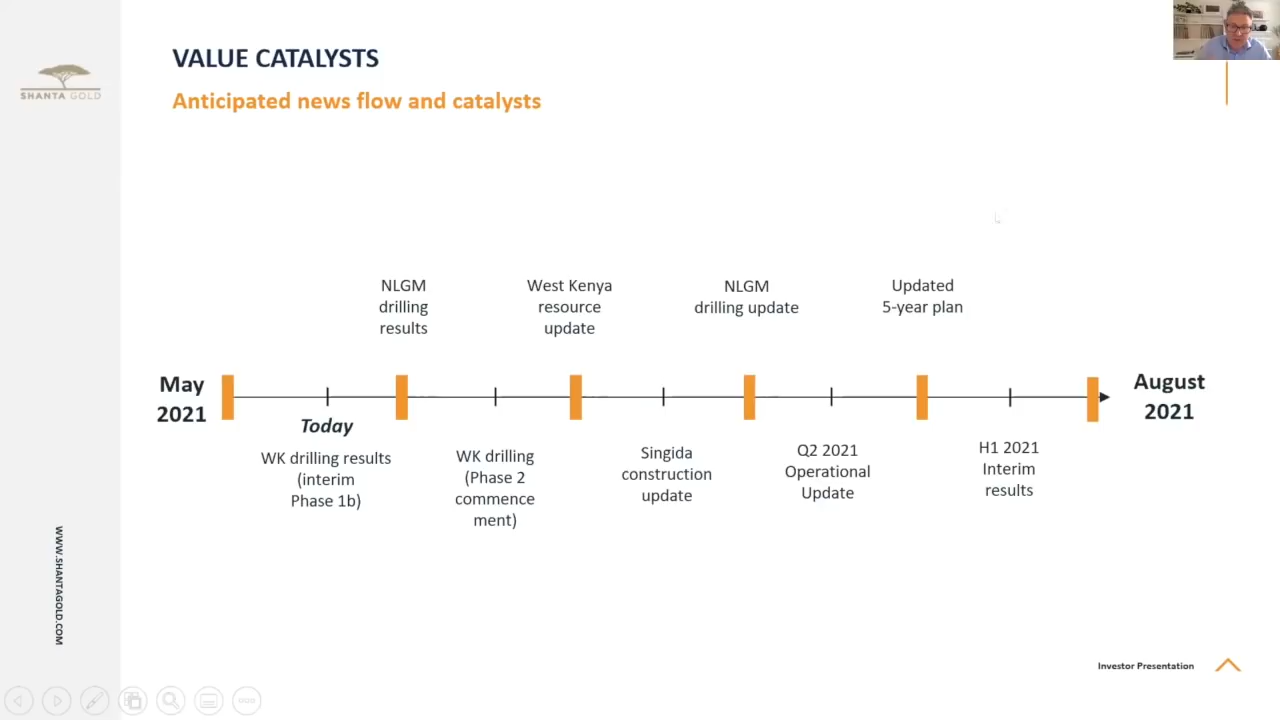 VALUE CATALYSTS
SHANTA GOLD
Anticipated news flow and catalysts
NLGM
drilling
results
West Kenya
resource
update
NLGM
drilling update
Updated
5-year plan
May
2021
August
2021
Today
WK drilling results
(interim
Phase 1b)
WK drilling
(Phase 2
commence
ment)
Singida
construction
update
Q2 2021
Operational
Update
H1 2021
Interim
results
WWW.SHANTAGOLD.COM
Investor Presentation